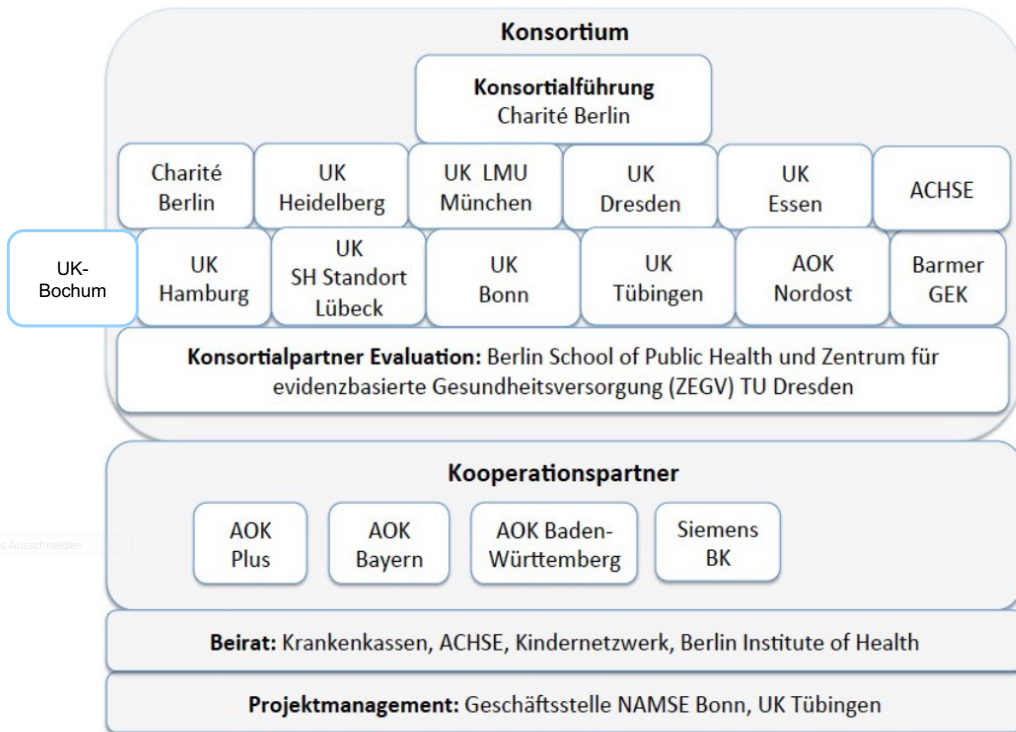 Konsortium
Konsortialführung
Charité Berlin
Charité
Berlin
UK
Heidelberg
UK LMU
München
UK
Dresden
UK
Essen
ACHSE
UK-
Bochum
UK
Hamburg
UK
SH Standort
Lübeck
UK
Bonn
UK
Tübingen
AOK
Nordost
Barmer
GEK
Konsortialpartner Evaluation: Berlin School of Public Health und Zentrum für
evidenzbasierte Gesundheitsversorgung (ZEGV) TU Dresden
Kooperationspartner
AOK
Plus
AOK
Bayern
AOK Baden-
Württemberg
Siemens
BK
s Ausschneiden
Beirat: Krankenkassen, ACHSE, Kindernetzwerk, Berlin Institute of Health
Projektmanagement: Geschäftsstelle NAMSE Bonn, UK Tübingen